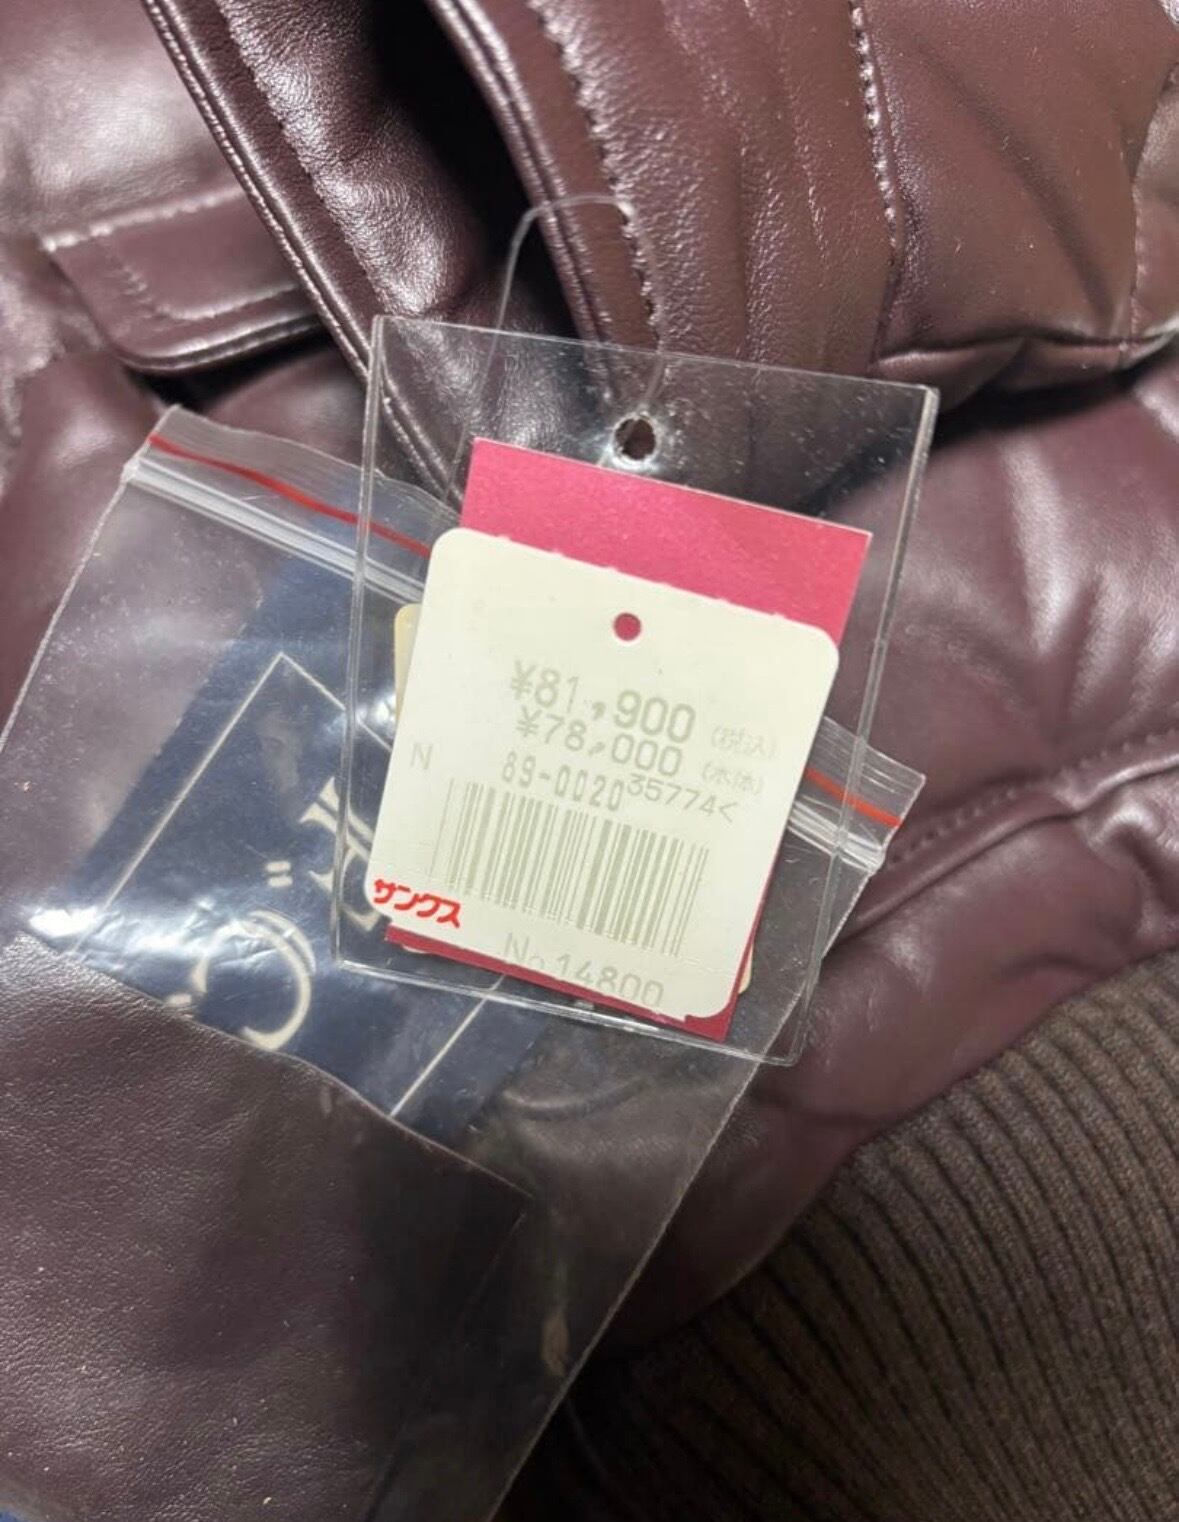 ¥81,900 (税込)
¥78,000 (本体)
N 89-0020 35774<
サンクス
No.14800